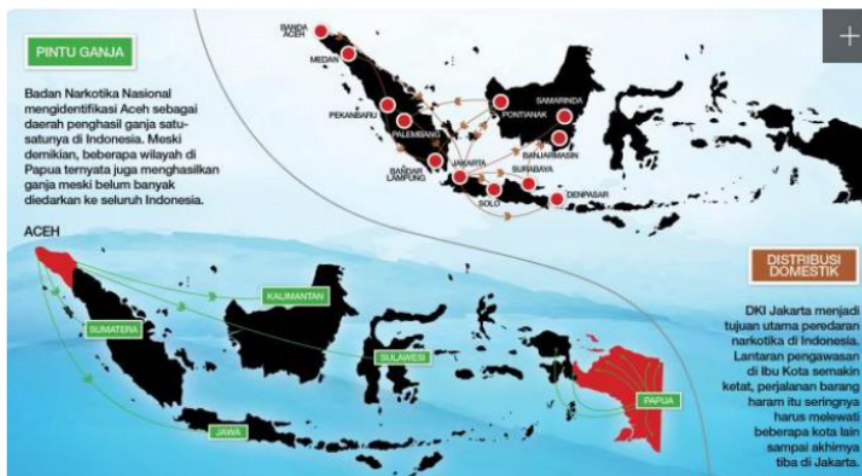 PINTU GANJA
Badan Narkotika Nasional
mengidentifikasi Aceh sebagai
daerah penghasil ganja satu-
satunya di Indonesia. Meski
demikian, beberapa wilayah di
Papua ternyata juga menghasilkan
ganja meski belum banyak
diedarkan ke seluruh Indonesia.
BANDA
ACEH
MEDAN
PEKANBARU
PALEMBANG
BANDAR
LAMPUNG
JAKARTA
SOLO
SURABAYA
DENPASAR
PONTIANAK
SAMARINDA
BANJARMASIN
ACEH
SUMATERA
KALIMANTAN
SULAWESI
JAWA
PAPUA
DISTRIBUSI
DOMESTIK
DKI Jakarta menjadi
tujuan utama peredaran
narkotika di Indonesia.
Lantaran pengawasan
di Ibu Kota semakin
ketat, perjalanan barang
haram itu seringnya
harus melewati
beberapa kota lain
sampai akhirnya
tiba di Jakarta.